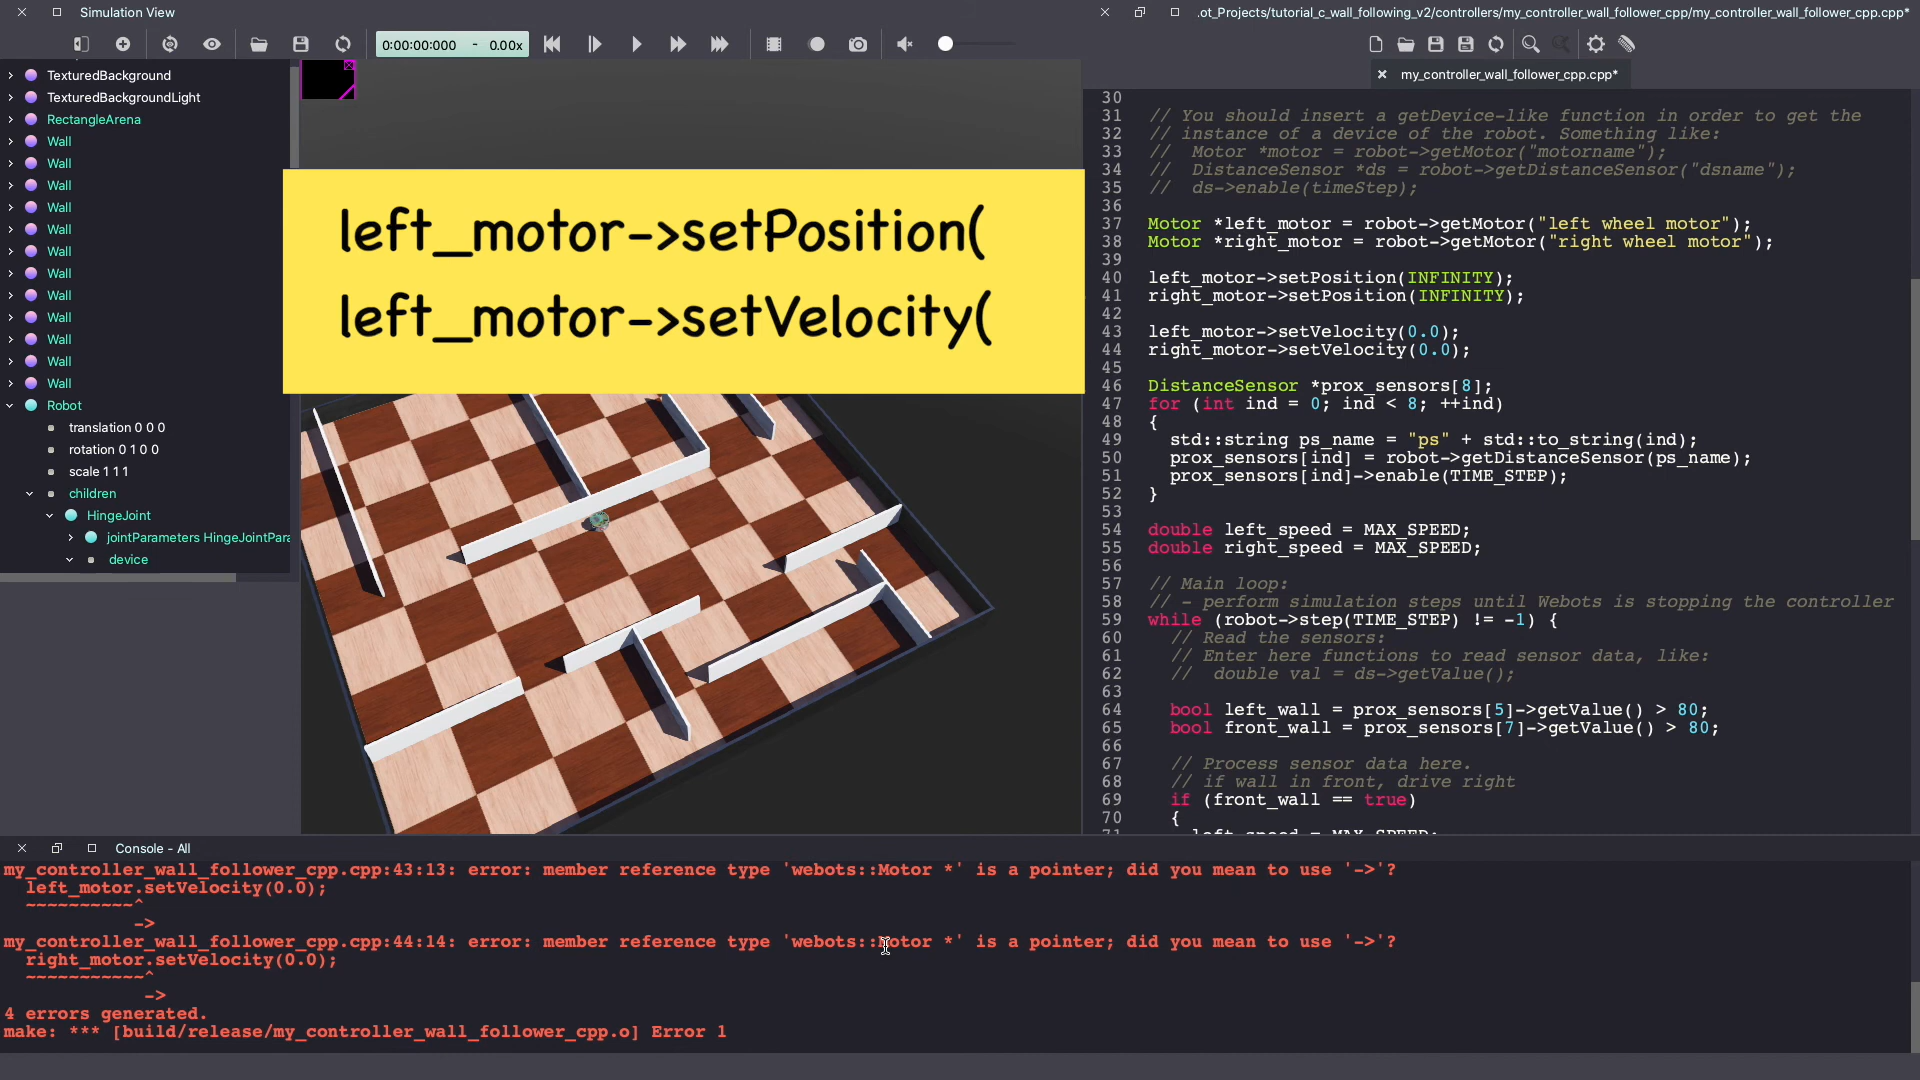 Simulation View
.ot_Projects/tutorial_c_wall_following_v2/controllers/my_controller_wall_follower_cpp/my_controller_wall_follower_cpp.cpp*
0:00:00:000 - 0.00x
my_controller_wall_follower_cpp.cpp*
TexturedBackground
TexturedBackgroundLight
RectangleArena
Wall
Wall
Wall
Wall
Wall
Wall
Wall
Wall
Wall
Wall
Wall
Wall
Robot
translation 0 0 0
rotation 0 1 0 0
scale 1 1 1
children
HingeJoint
jointParameters HingeJointPara
device
left_motor->setPosition(
left_motor->setVelocity(
30
31 // You should insert a getDevice-like function in order to get the
32 // instance of a device of the robot. Something like:
33 //  Motor *motor = robot->getMotor("motorname");
34 //  DistanceSensor *ds = robot->getDistanceSensor("dsname");
35 //  ds->enable(timeStep);
36
37 Motor *left_motor = robot->getMotor("left wheel motor");
38 Motor *right_motor = robot->getMotor("right wheel motor");
39
40 left_motor->setPosition(INFINITY);
41 right_motor->setPosition(INFINITY);
42
43 left_motor->setVelocity(0.0);
44 right_motor->setVelocity(0.0);
45
46 DistanceSensor *prox_sensors[8];
47 for (int ind = 0; ind < 8; ++ind)
48 {
49   std::string ps_name = "ps" + std::to_string(ind);
50   prox_sensors[ind] = robot->getDistanceSensor(ps_name);
51   prox_sensors[ind]->enable(TIME_STEP);
52 }
53
54 double left_speed = MAX_SPEED;
55 double right_speed = MAX_SPEED;
56
57 // Main loop:
58 // - perform simulation steps until Webots is stopping the controller
59 while (robot->step(TIME_STEP) != -1) {
60   // Read the sensors:
61   // Enter here functions to read sensor data, like:
62   //  double val = ds->getValue();
63
64   bool left_wall = prox_sensors[5]->getValue() > 80;
65   bool front_wall = prox_sensors[7]->getValue() > 80;
66
67   // Process sensor data here.
68   // if wall in front, drive right
69   if (front_wall == true)
70   {
71     left_speed = MAX_SPEED;
Console - All
my_controller_wall_follower_cpp.cpp:43:13: error: member reference type 'webots::Motor *' is a pointer; did you mean to use '->'?
  left_motor.setVelocity(0.0);
  ~~~~~~~~~~^
            ->
my_controller_wall_follower_cpp.cpp:44:14: error: member reference type 'webots::Motor *' is a pointer; did you mean to use '->'?
  right_motor.setVelocity(0.0);
  ~~~~~~~~~~~^
             ->
4 errors generated.
make: *** [build/release/my_controller_wall_follower_cpp.o] Error 1